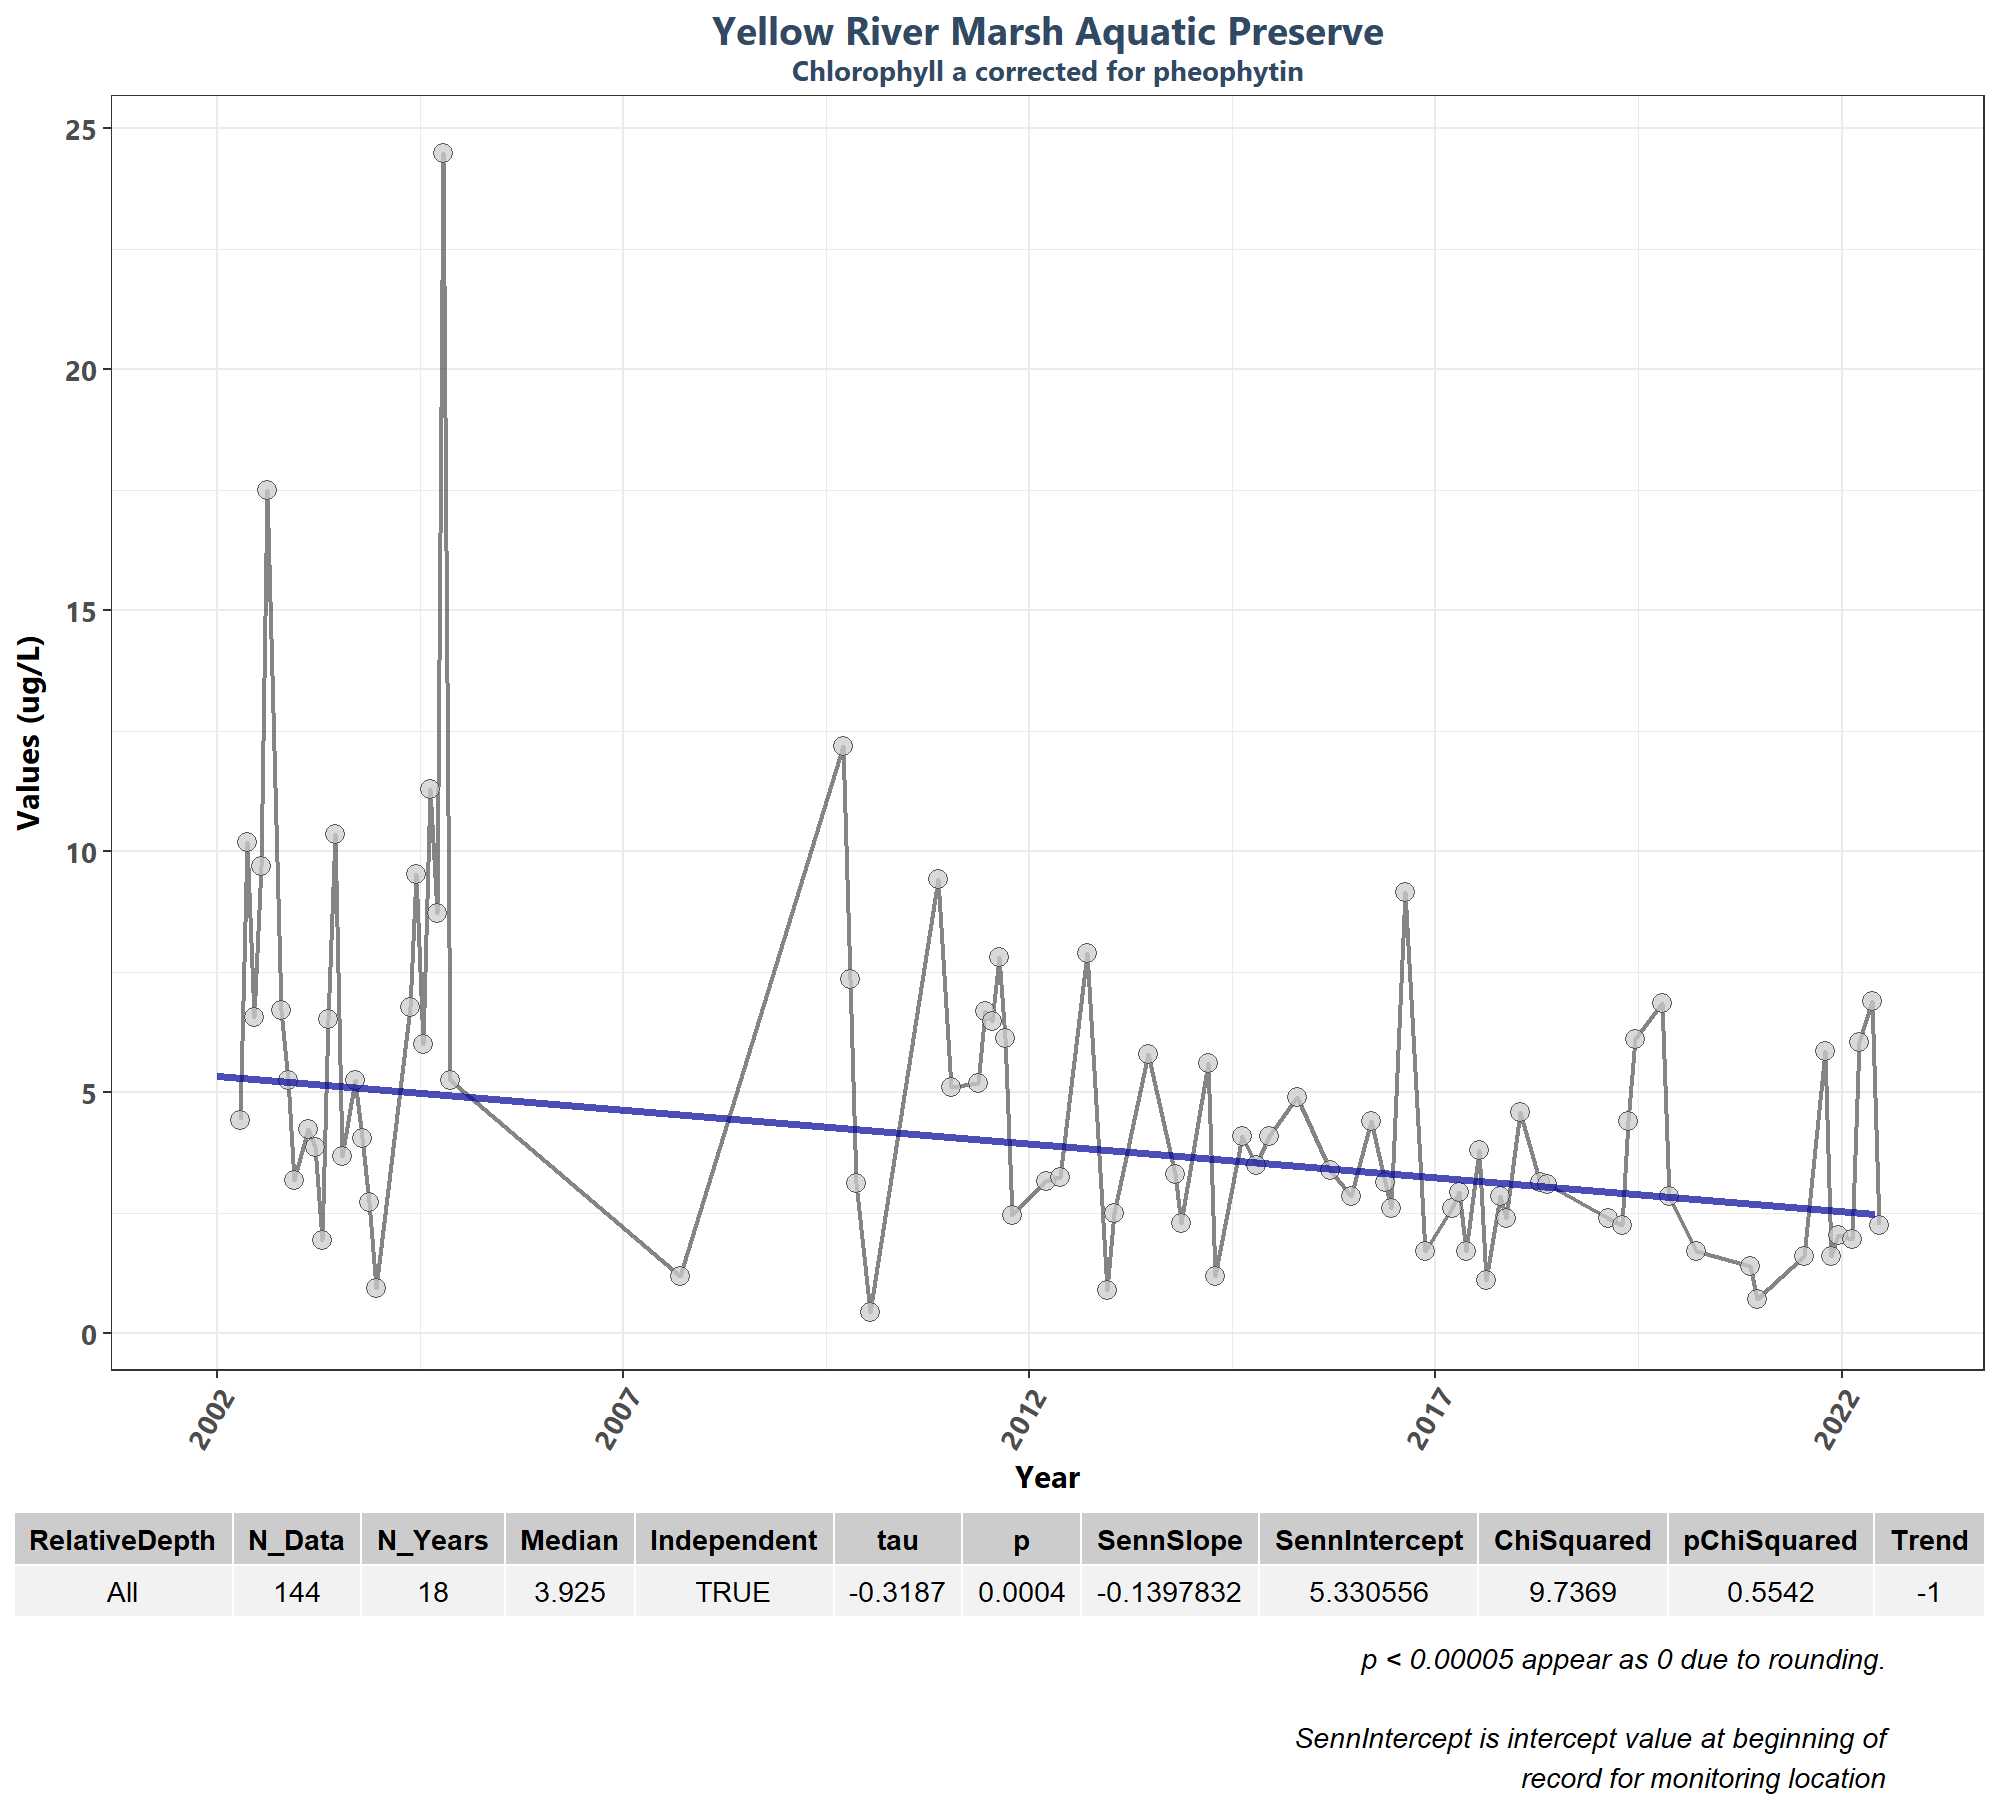 Yellow River Marsh Aquatic Preserve
Chlorophyll a corrected for pheophytin
Values (ug/L)
25
20
15
10
5
0
2002 2007 2012 2017 2022
Year
RelativeDepth N_Data N_Years Median Independent tau p SennSlope SennIntercept ChiSquared pChiSquared Trend
All 144 18 3.925 TRUE -0.3187 0.0004 -0.1397832 5.330556 9.7369 0.5542 -1
p < 0.00005 appear as 0 due to rounding.
SennIntercept is intercept value at beginning of
record for monitoring location